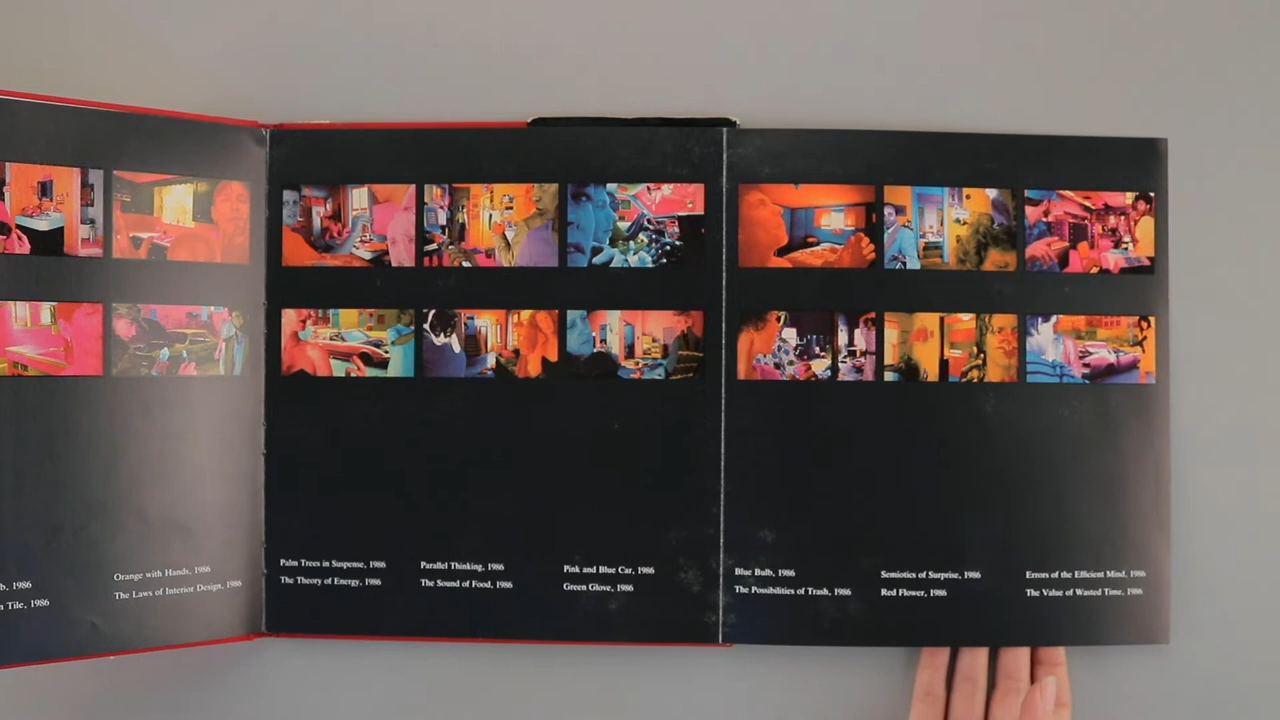 b. 1986
n Tile, 1986
Orange with Hands, 1986
The Laws of Interior Design, 1986
Palm Trees in Suspense, 1986
The Theory of Energy, 1986
Parallel Thinking, 1986
The Sound of Food, 1986
Pink and Blue Car, 1986
Green Glove, 1986
Blue Bulb, 1986
The Possibilities of Trash, 1986
Semiotics of Surprise, 1986
Red Flower, 1986
Errors of the Efficient Mind, 1986
The Value of Wasted Time, 1986